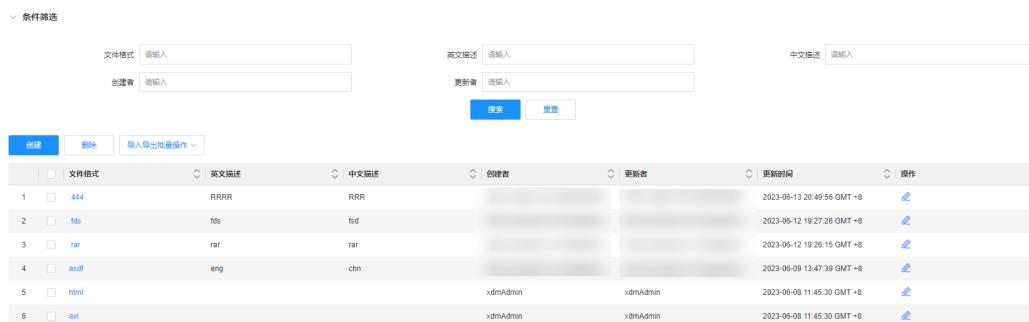 条件筛选
文件格式 请输入 英文描述 请输入 中文描述 请输入
创建者 请输入 更新者 请输入
搜索 重置
创建 删除 导入导出批量操作
文件格式 英文描述 中文描述 创建者 更新者 更新时间 操作
1 .444 RRRR RRR 2023-06-13 20:49:56 GMT +8
2 .fds fds fsd 2023-06-12 19:27:26 GMT +8
3 .rar rar rar 2023-06-12 19:26:15 GMT +8
4 asdf eng chn 2023-06-09 13:47:39 GMT +8
5 html xdmAdmin xdmAdmin 2023-06-08 11:45:30 GMT +8
6 avi xdmAdmin xdmAdmin 2023-06-08 11:45:30 GMT +8